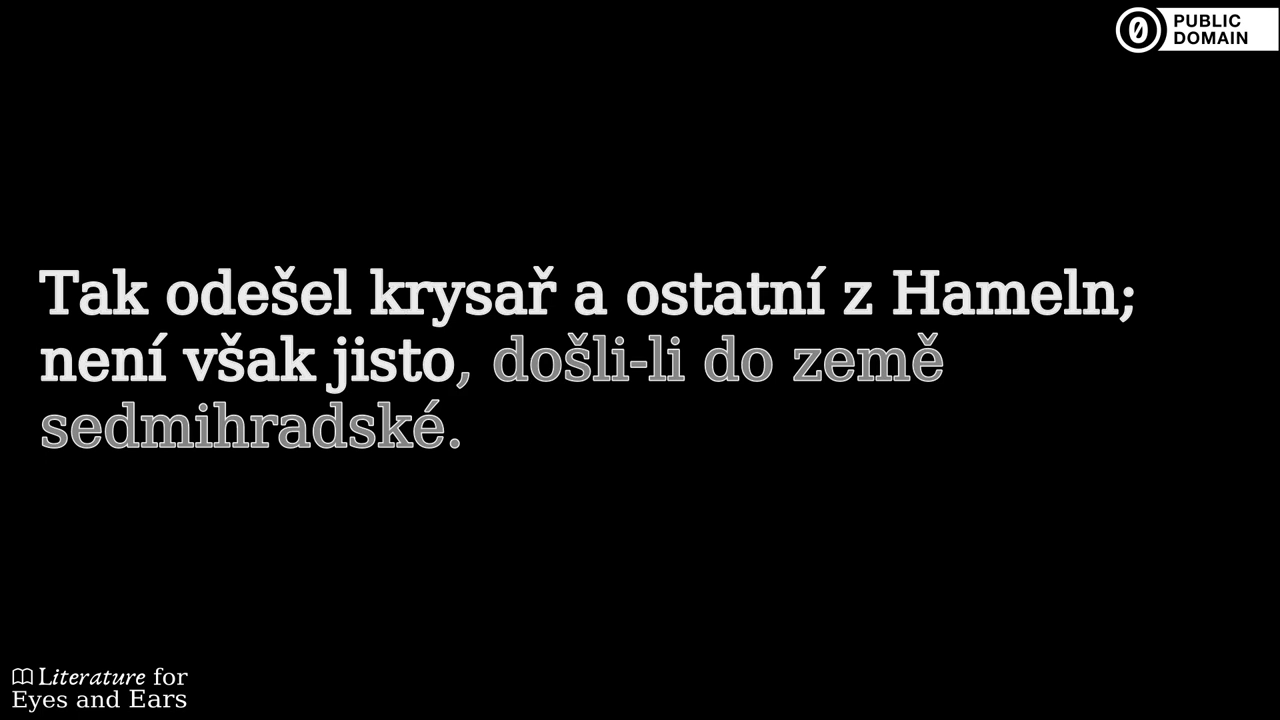 PUBLIC
DOMAIN
Tak odešel krysař a ostatní z Hameln;
není však jisto, došli-li do země
sedmihradské.
Literature for
Eyes and Ears